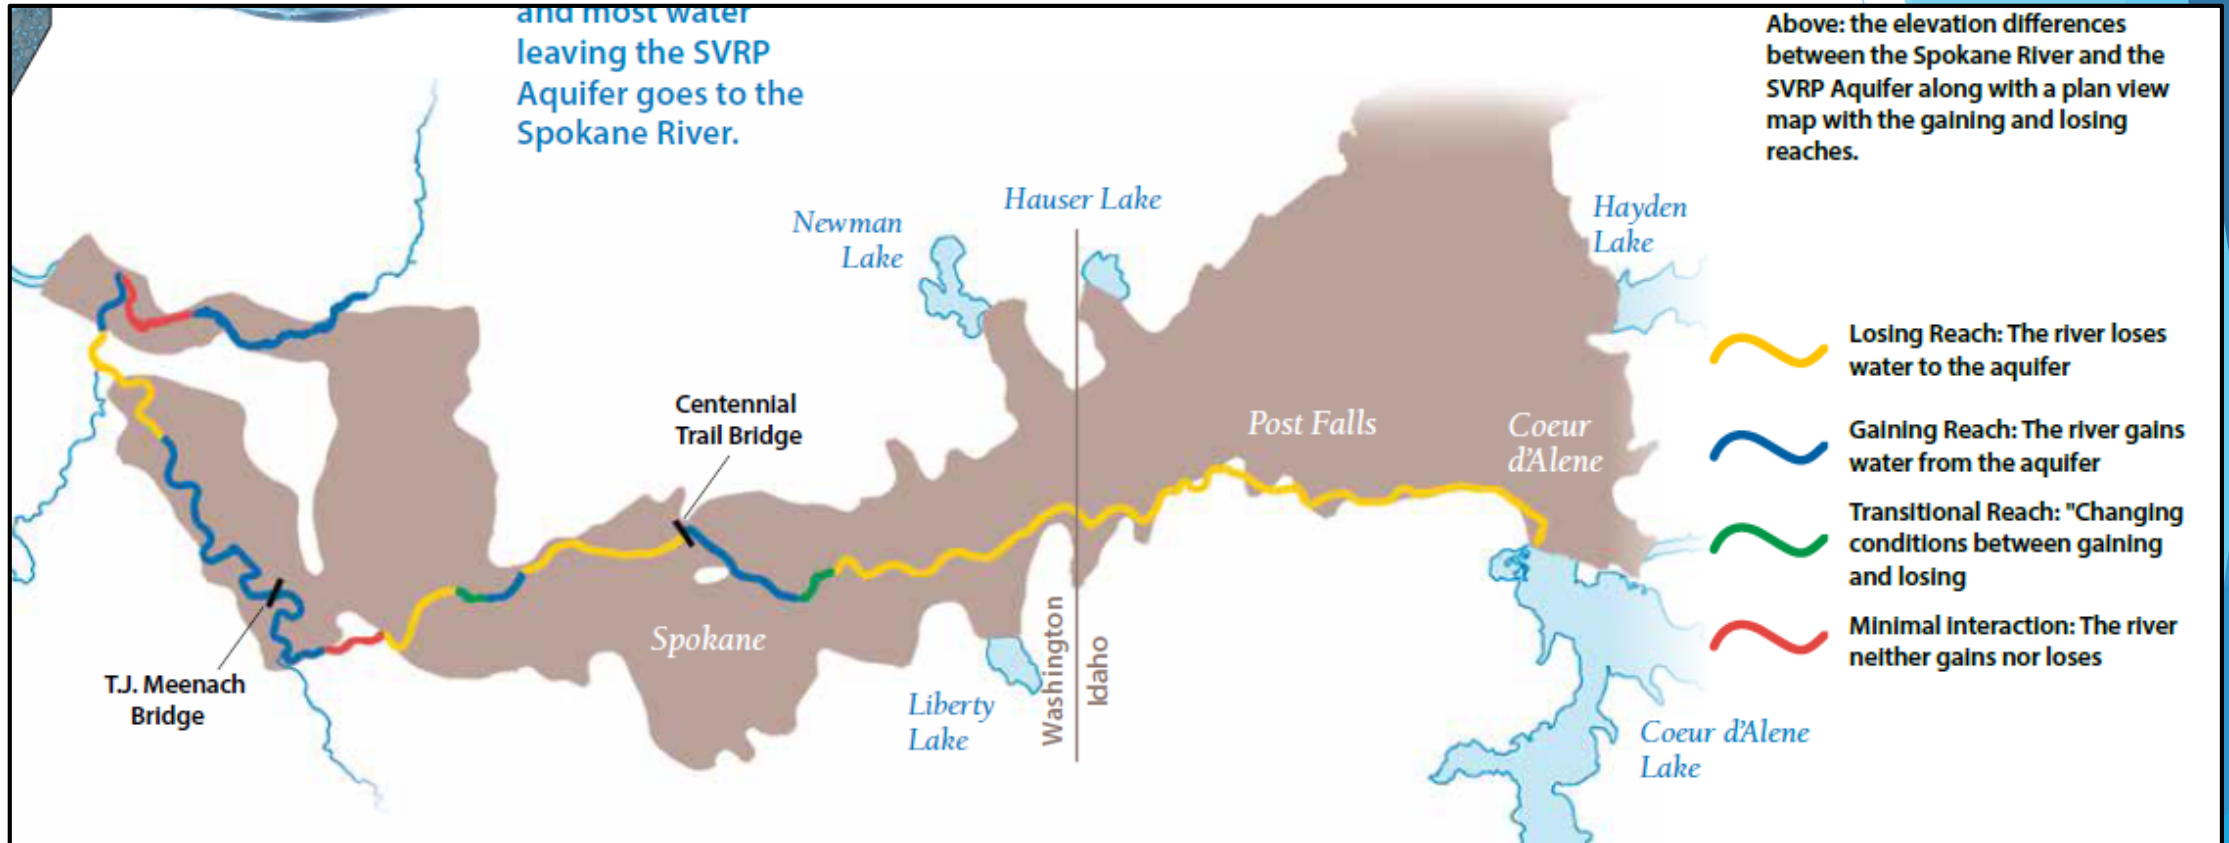 and most water
leaving the SVRP
Aquifer goes to the
Spokane River.
Above: the elevation differences
between the Spokane River and the
SVRP Aquifer along with a plan view
map with the gaining and losing
reaches.
Newman
Lake
Hauser Lake
Hayden
Lake
Centennial
Trail Bridge
Post Falls
Coeur
d'Alene
Spokane
T.J. Meenach
Bridge
Liberty
Lake
Washington
Idaho
Coeur d'Alene
Lake
Losing Reach: The river loses
water to the aquifer
Gaining Reach: The river gains
water from the aquifer
Transitional Reach: "Changing
conditions between gaining
and losing
Minimal interaction: The river
neither gains nor loses